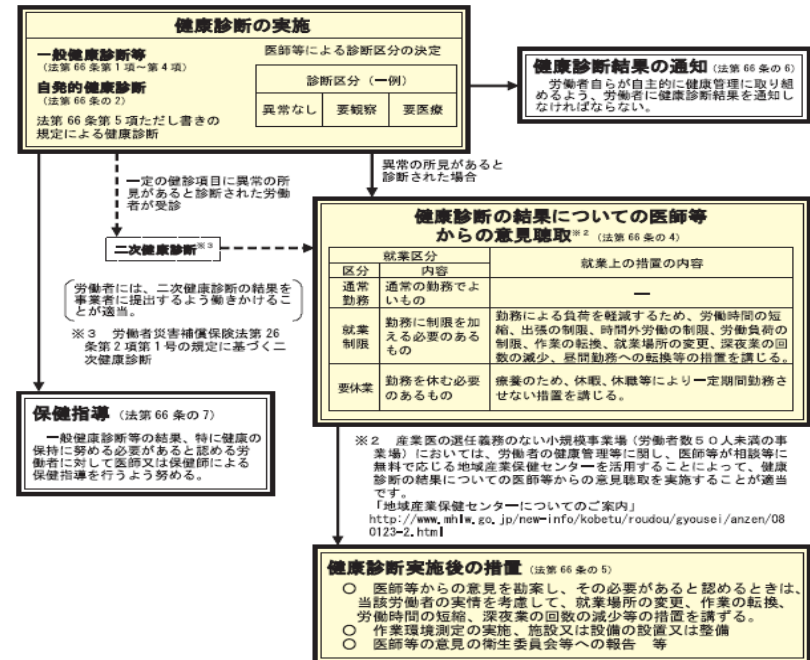 健康診断の実施
一般健康診断等
(法第66条第1項~第4項)
自発的健康診断
(法第66条の2)
法第66条第5項ただし書きの
規定による健康診断
医師等による診断区分の決定
診断区分(一例)
異常なし 要観察 要医療
健康診断結果の通知(法第66条の6)
労働者自らが自主的に健康管理に取り組
めるよう、労働者に健康診断結果を通知し
なければならない。
異常の所見があると
診断された場合
一定の健診項目に異常の所
見があると診断された労働
者が受診
二次健康診断※3
労働者には、二次健康診断の結果を
事業者に提出するよう働きかけるこ
とが適当。
※3 労働者災害補償保険法第26
条第2項第1号の規定に基づく二
次健康診断
健康診断の結果についての医師等
からの意見聴取※2(法第66条の4)
就業区分
就業上の措置の内容
区分 内容
通常
勤務
通常の勤務でよ
いもの
―
就業
制限
勤務に制限を加
える必要のある
もの
勤務による負荷を軽減するため、労働時間の短
縮、出張の制限、時間外労働の制限、労働負荷の
制限、作業の転換、就業場所の変更、深夜業の回
数の減少、昼間勤務への転換等の措置を講じる。
要休業
勤務を休む必要
のあるもの
療養のため、休暇、休職等により一定期間勤務さ
せない措置を講じる。
保健指導(法第66条の7)
一般健康診断等の結果、特に健康の
保持に努める必要があると認める労
働者に対して医師又は保健師による
保健指導を行うよう努める。
※2 産業医の選任義務のない小規模事業場(労働者数50人未満の事
業場)においては、労働者の健康管理等に関し、医師等が相談等に
無料で応じる地域産業保健センターを活用することによって、健康
診断の結果についての医師等からの意見聴取を実施することが適当
です。
「地域産業保健センターについてのご案内」
http://www.mhlw.go.jp/new-info/kobetu/roudou/gyousei/anzen/08
0123-2.html
健康診断実施後の措置(法第66条の5)
○ 医師等からの意見を勘案し、その必要があると認めるときは、
当該労働者の実情を考慮して、就業場所の変更、作業の転換、
労働時間の短縮、深夜業の回数の減少等の措置を講ずる。
○ 作業環境測定の実施、施設又は設備の設置又は整備
○ 医師等の意見の衛生委員会等への報告 等